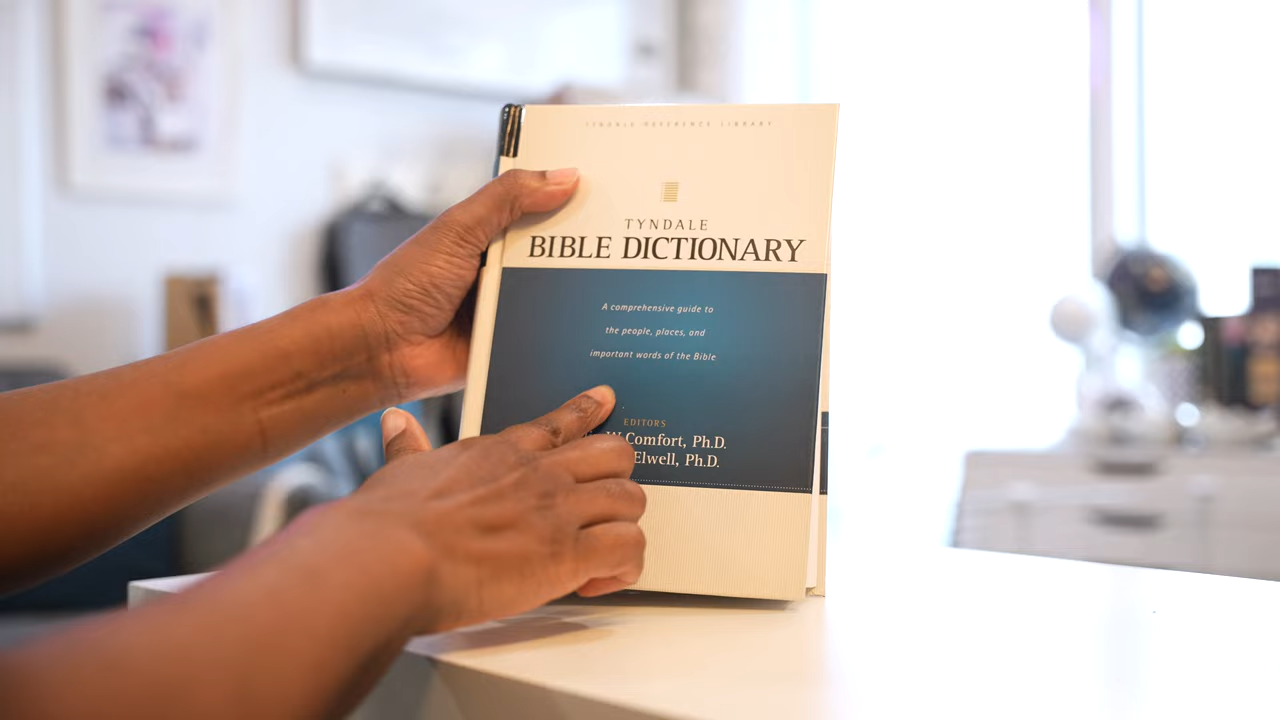 TYNDALE REFERENCE LIBRARY
TYNDALE
BIBLE DICTIONARY
A comprehensive guide to
the people, places, and
important words of the Bible
EDITORS
W. Comfort, Ph.D.
Elwell, Ph.D.